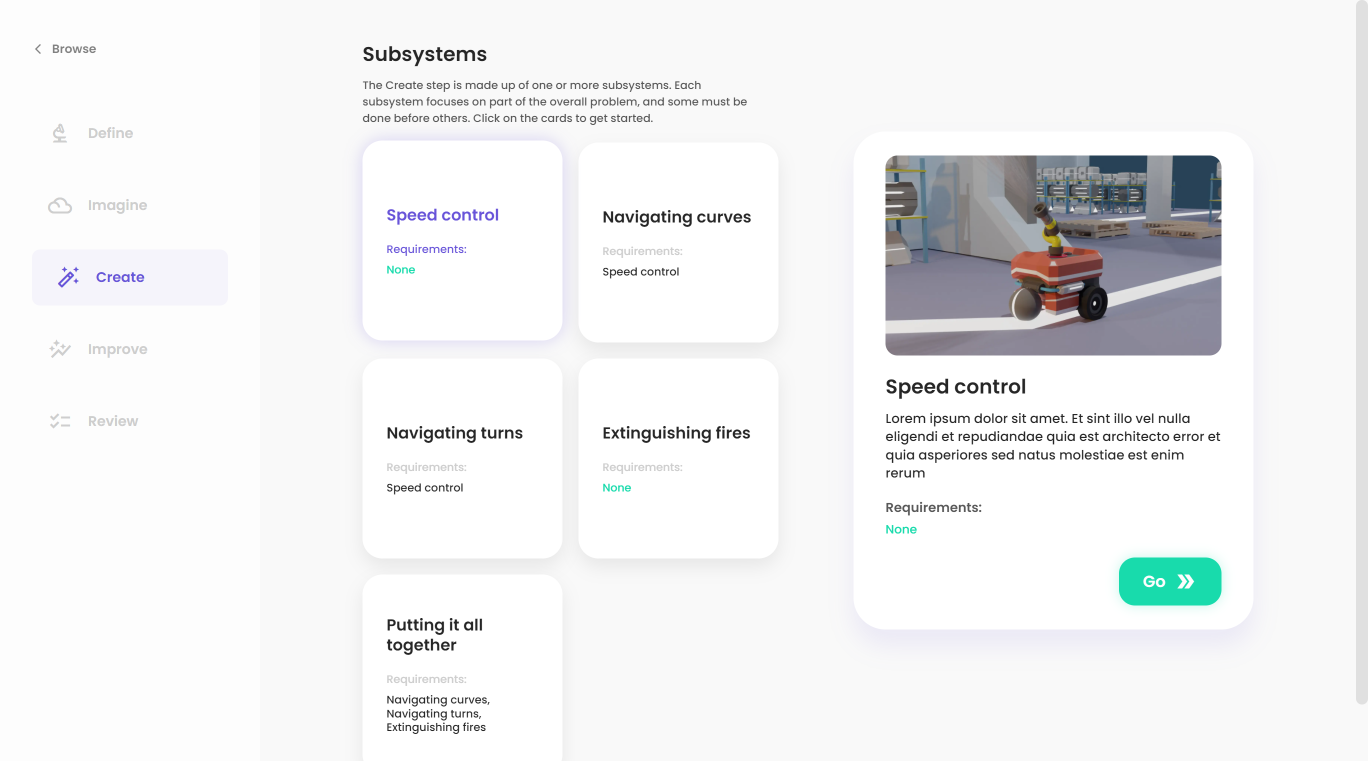 Browse
Define
Imagine
Create
Improve
Review
Subsystems
The Create step is made up of one or more subsystems. Each
subsystem focuses on part of the overall problem, and some must be
done before others. Click on the cards to get started.
Speed control
Requirements:
None
Navigating curves
Requirements:
Speed control
Navigating turns
Requirements:
Speed control
Extinguishing fires
Requirements:
None
Putting it all
together
Requirements:
Navigating curves,
Navigating turns,
Extinguishing fires
Speed control
Lorem ipsum dolor sit amet. Et sint illo vel nulla
eligendi et repudiandae quia est architecto error et
quia asperiores sed natus molestiae est enim
rerum
Requirements:
None
Go